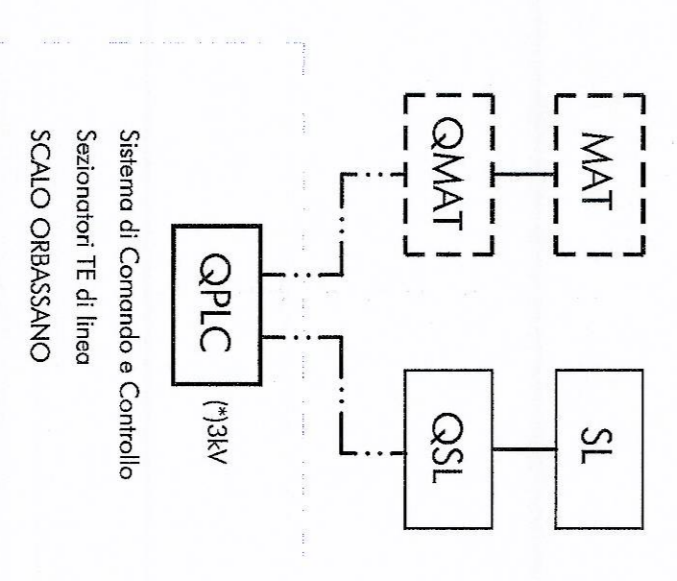 MAT
SL
QMAT
QSL
QPLC
(*)3kV
Sistema di Comando e Controllo
Sezionatori TE di linea
SCALO ORBASSANO